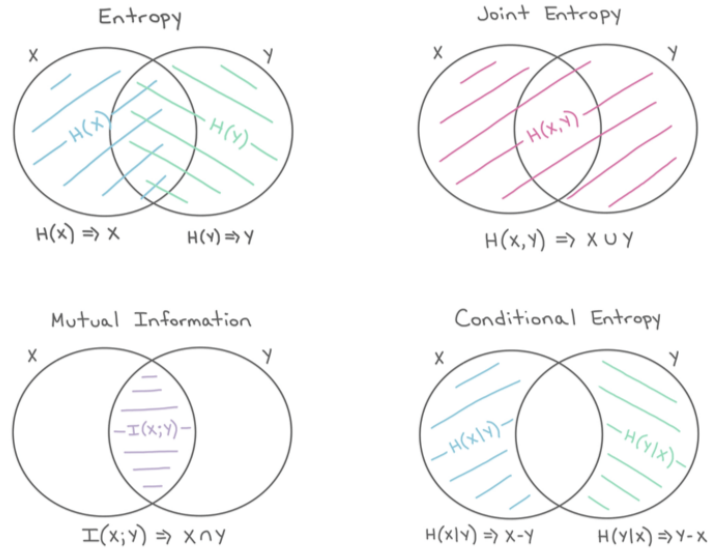 Entropy
X Y
H(X) H(Y)
H(X) ⇒ X H(Y) ⇒ Y
Joint Entropy
X Y
H(X,Y)
H(X,Y) ⇒ X ∪ Y
Mutual Information
X Y
I(X;Y)
I(X;Y) ⇒ X ∩ Y
Conditional Entropy
X Y
H(X|Y) H(Y|X)
H(X|Y) ⇒ X-Y H(Y|X) ⇒ Y-X